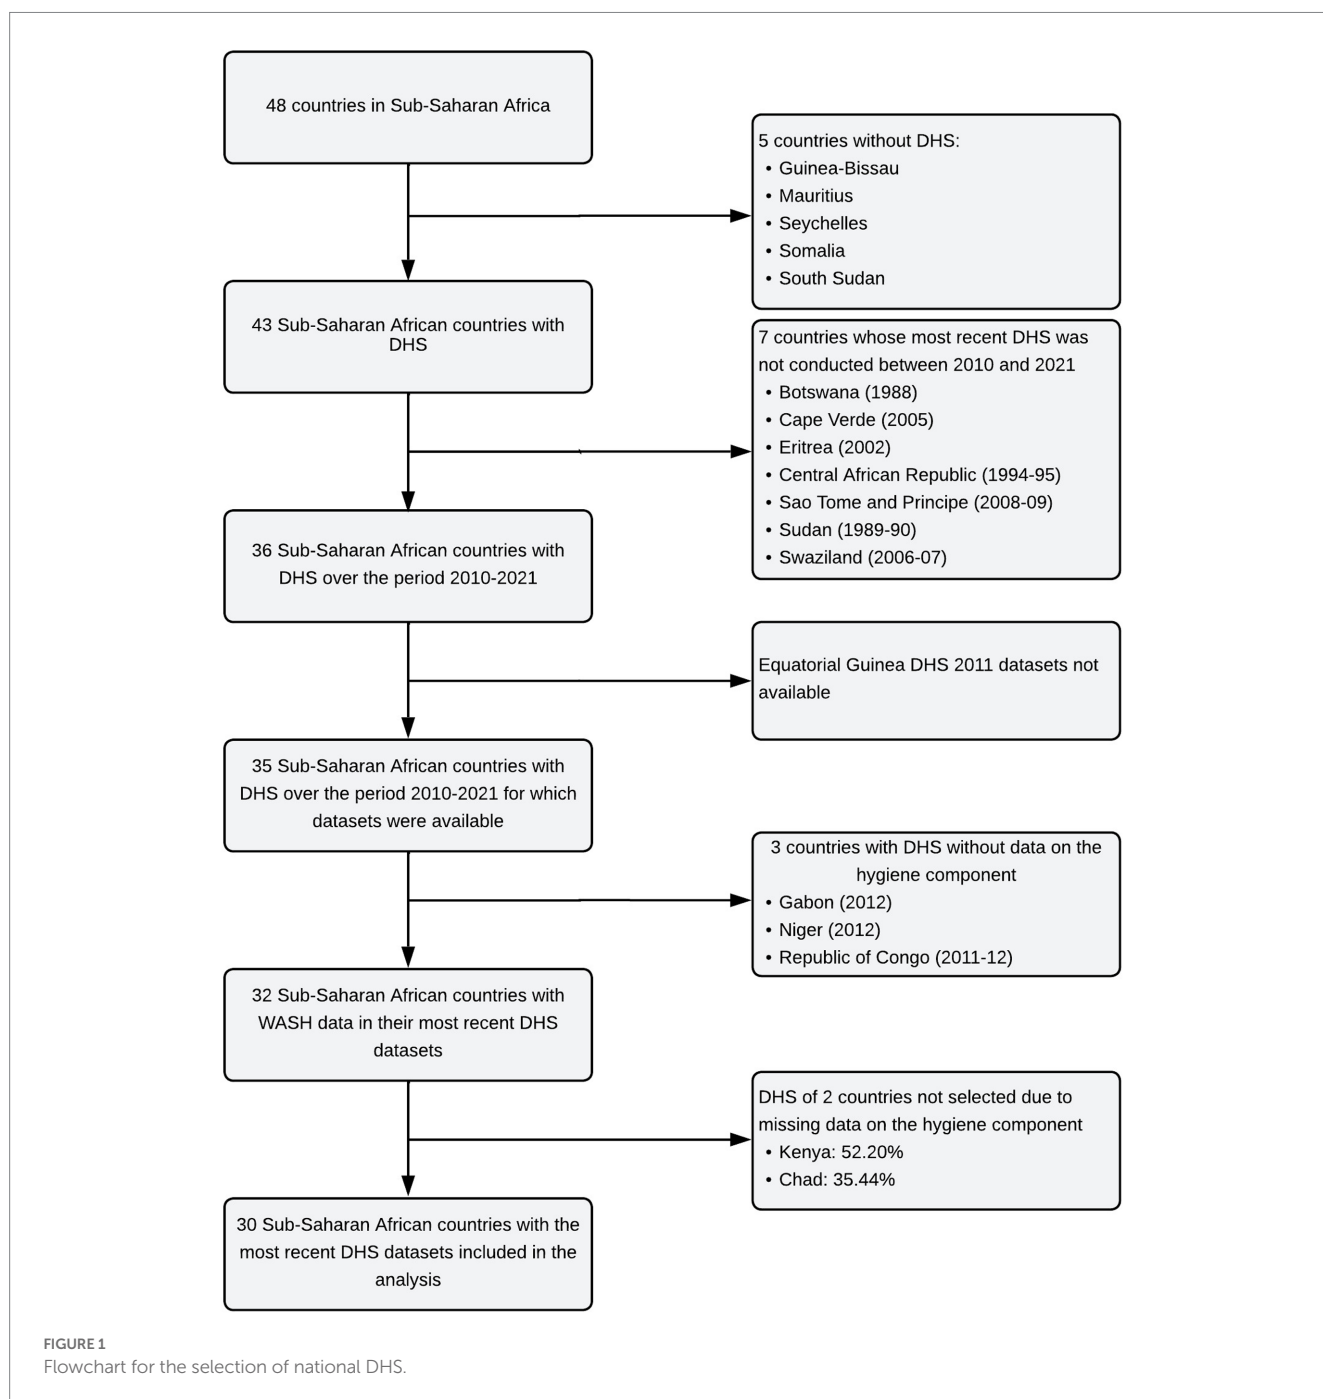 48 countries in Sub-Saharan Africa
5 countries without DHS:
• Guinea-Bissau
• Mauritius
• Seychelles
• Somalia
• South Sudan
43 Sub-Saharan African countries with
DHS
7 countries whose most recent DHS was
not conducted between 2010 and 2021
• Botswana (1988)
• Cape Verde (2005)
• Eritrea (2002)
• Central African Republic (1994-95)
• Sao Tome and Principe (2008-09)
• Sudan (1989-90)
• Swaziland (2006-07)
36 Sub-Saharan African countries with
DHS over the period 2010-2021
Equatorial Guinea DHS 2011 datasets not
available
35 Sub-Saharan African countries with
DHS over the period 2010-2021 for which
datasets were available
3 countries with DHS without data on the
hygiene component
• Gabon (2012)
• Niger (2012)
• Republic of Congo (2011-12)
32 Sub-Saharan African countries with
WASH data in their most recent DHS
datasets
DHS of 2 countries not selected due to
missing data on the hygiene component
• Kenya: 52.20%
• Chad: 35.44%
30 Sub-Saharan African countries with the
most recent DHS datasets included in the
analysis
FIGURE 1
Flowchart for the selection of national DHS.